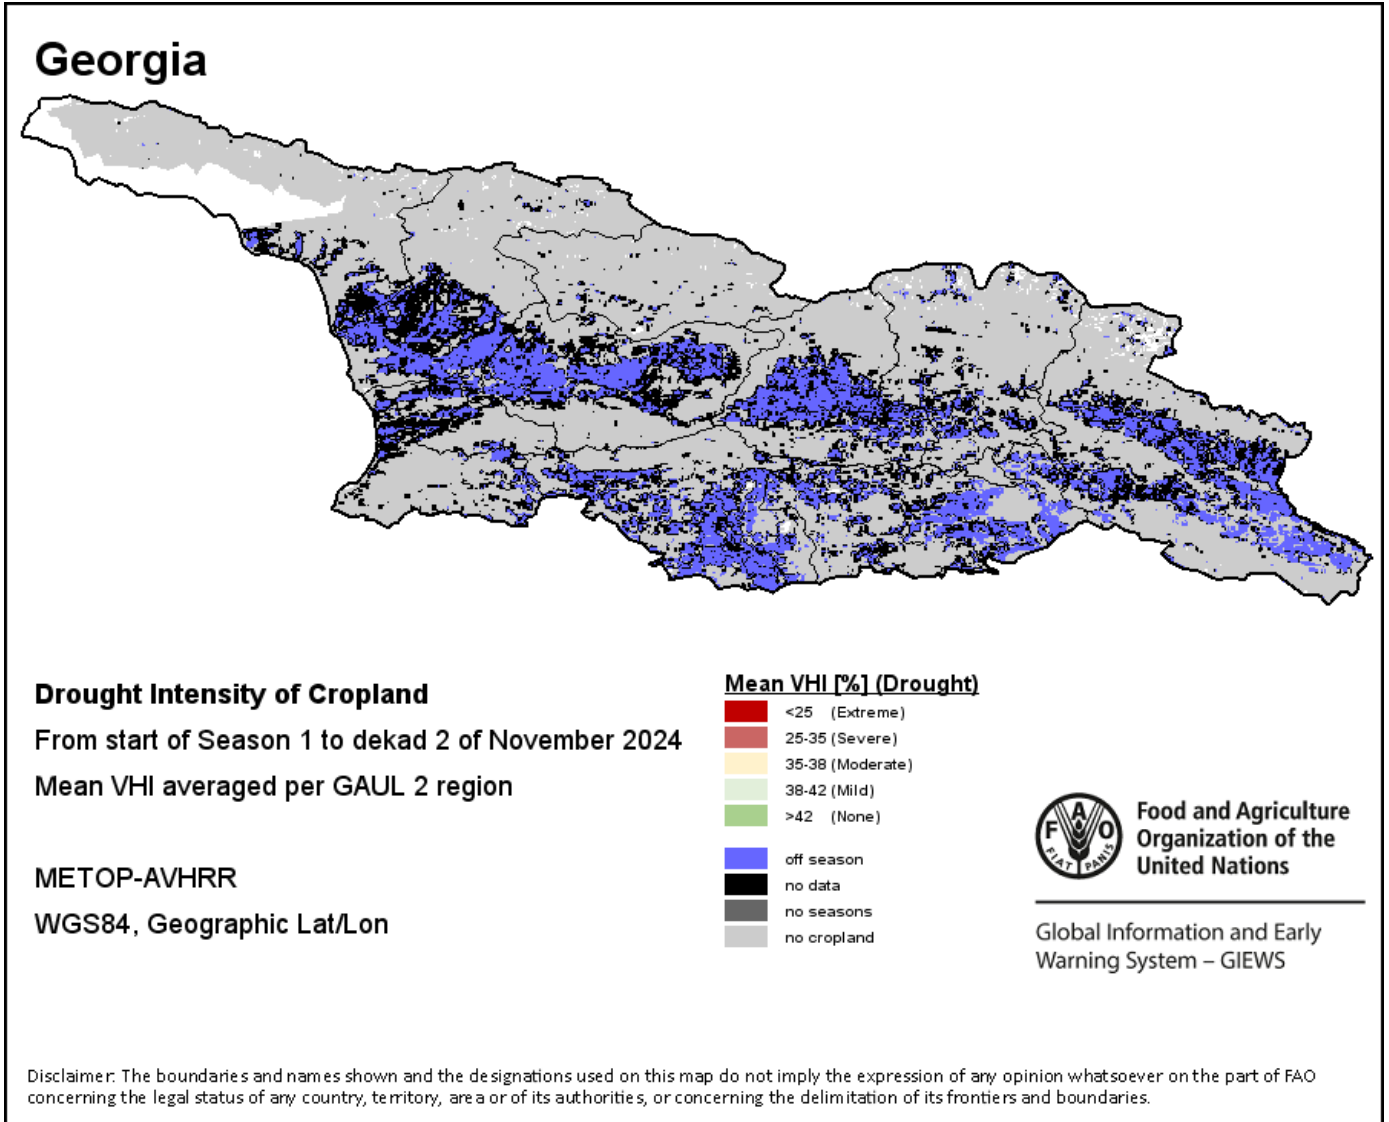 Georgia
Drought Intensity of Cropland
From start of Season 1 to dekad 2 of November 2024
Mean VHI averaged per GAUL 2 region
METOP-AVHRR
WGS84, Geographic Lat/Lon
Mean VHI [%] (Drought)
<25 (Extreme)
25-35 (Severe)
35-38 (Moderate)
38-42 (Mild)
>42 (None)
off season
no data
no seasons
no cropland
F A O
FIAT PANIS
Food and Agriculture
Organization of the
United Nations
Global Information and Early
Warning System – GIEWS
Disclaimer: The boundaries and names shown and the designations used on this map do not imply the expression of any opinion whatsoever on the part of FAO
concerning the legal status of any country, territory, area or of its authorities, or concerning the delimitation of its frontiers and boundaries.